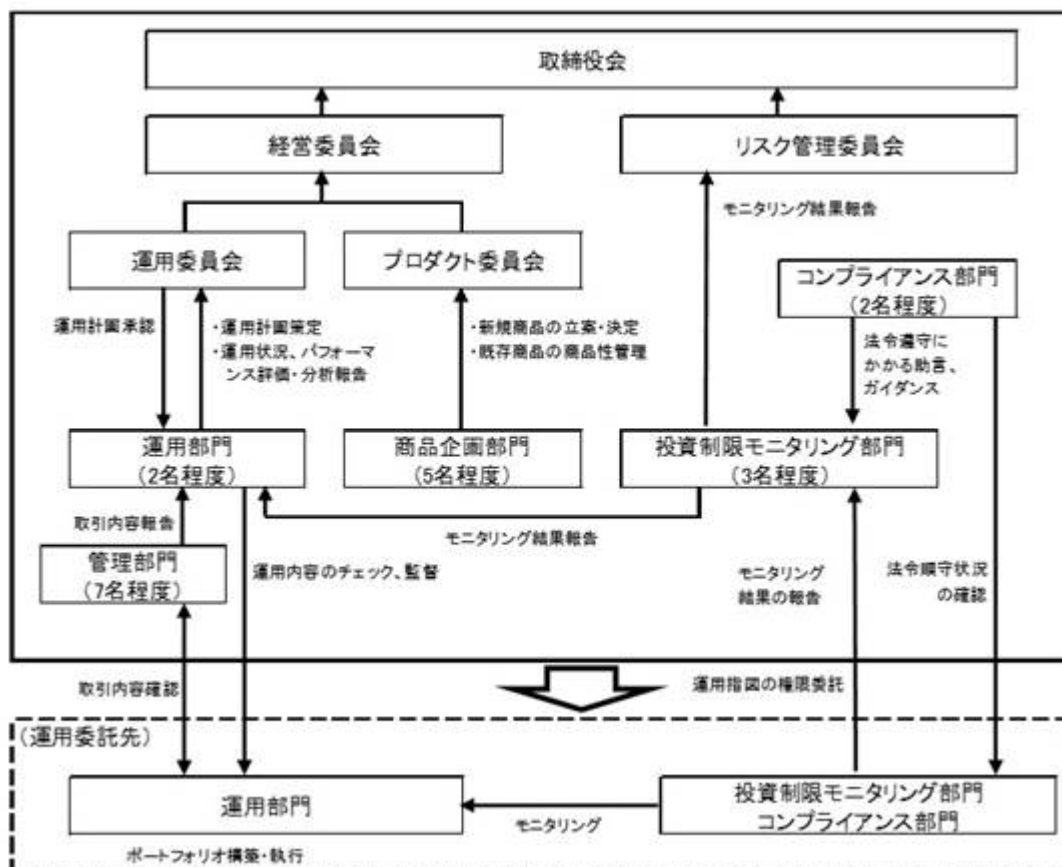 取締役会
経営委員会
リスク管理委員会
モニタリング結果報告
運用委員会
プロダクト委員会
コンプライアンス部門
(2名程度)
運用計画承認
・運用計画策定
・運用状況、パフォーマ
ンス評価・分析報告
・新規商品の立案・決定
・既存商品の商品性管理
法令遵守に
かかる助言、
ガイダンス
運用部門
(2名程度)
商品企画部門
(5名程度)
投資制限モニタリング部門
(3名程度)
取引内容報告
モニタリング結果報告
管理部門
(7名程度)
運用内容のチェック、監督
モニタリング
結果の報告
法令順守状況
の確認
取引内容確認
運用指図の権限委託
(運用委託先)
運用部門
モニタリング
投資制限モニタリング部門
コンプライアンス部門
ポートフォリオ構築・執行